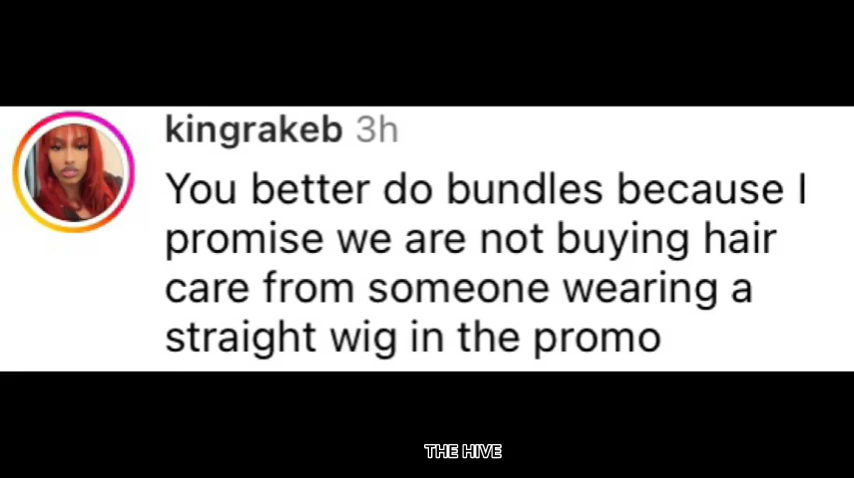 kingrakeb 3h
You better do bundles because I
promise we are not buying hair
care from someone wearing a
straight wig in the promo
THE HIVE